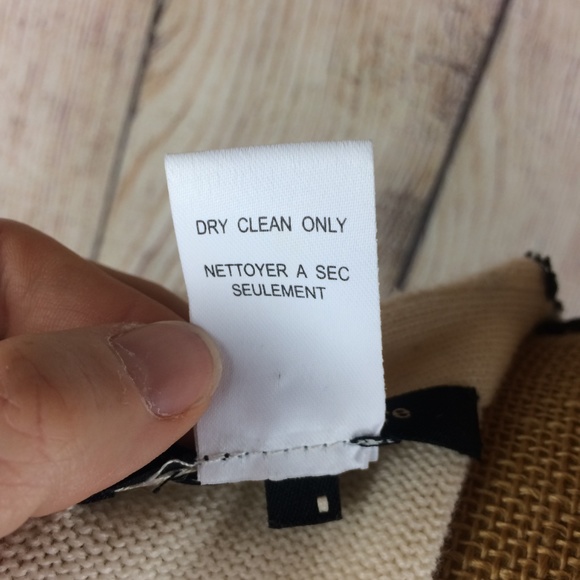 DRY CLEAN ONLY
NETTOYER A SEC
SEULEMENT